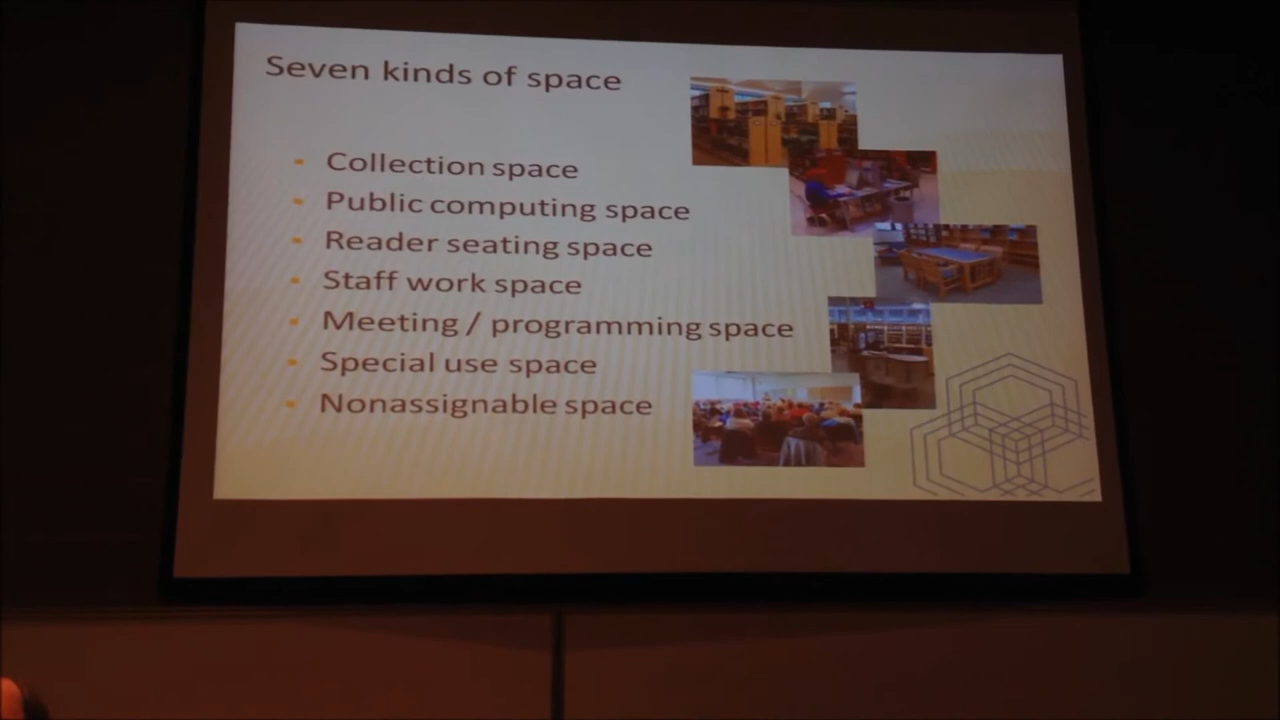 Seven kinds of space
Collection space
Public computing space
Reader seating space
Staff work space
Meeting / programming space
Special use space
Nonassignable space